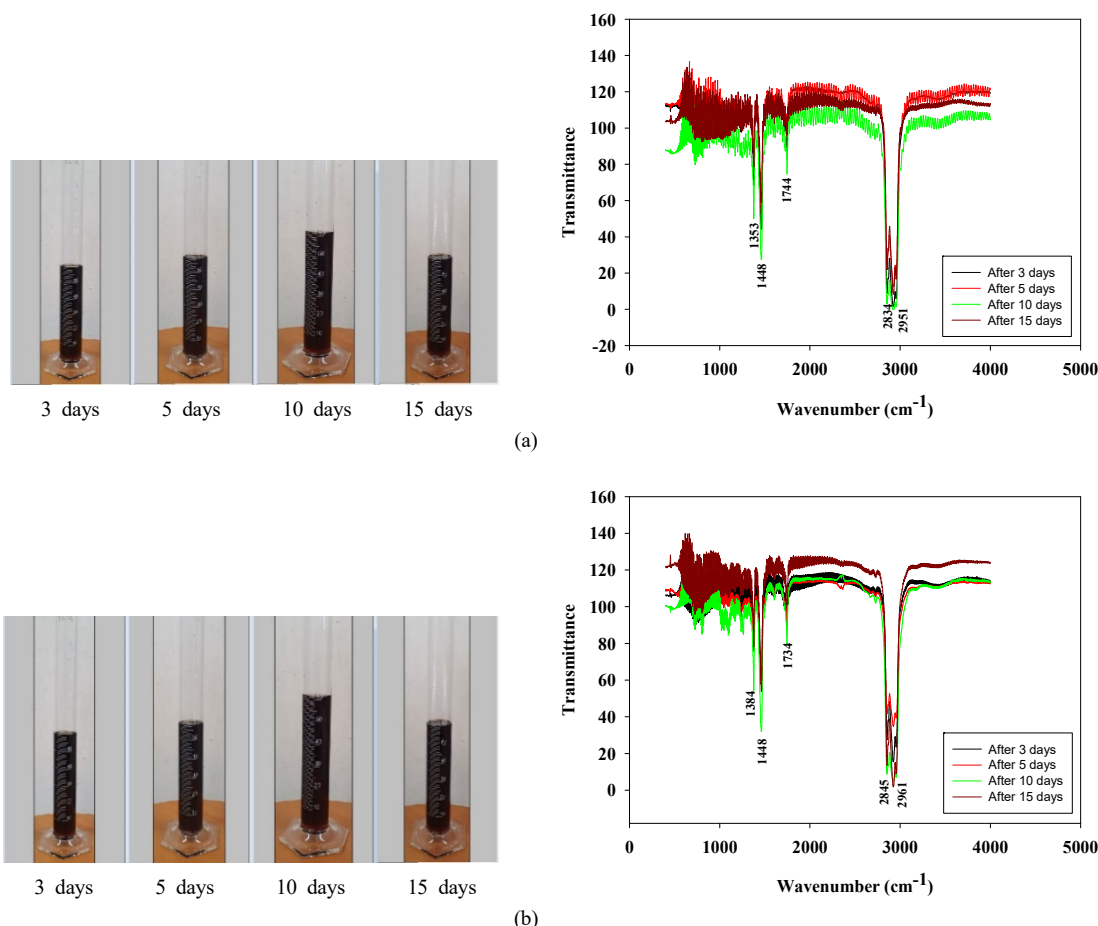 160
140
120
100
80
60
40
20
0
-20
Transmittance
1353
1448
1744
2834
2951
After 3 days
After 5 days
After 10 days
After 15 days
0 1000 2000 3000 4000 5000
Wavenumber (cm-1)
3 days 5 days 10 days 15 days
(a)
160
140
120
100
80
60
40
20
0
Transmittance
1384
1448
1734
2845
2961
After 3 days
After 5 days
After 10 days
After 15 days
0 1000 2000 3000 4000 5000
Wavenumber (cm-1)
3 days 5 days 10 days 15 days
(b)